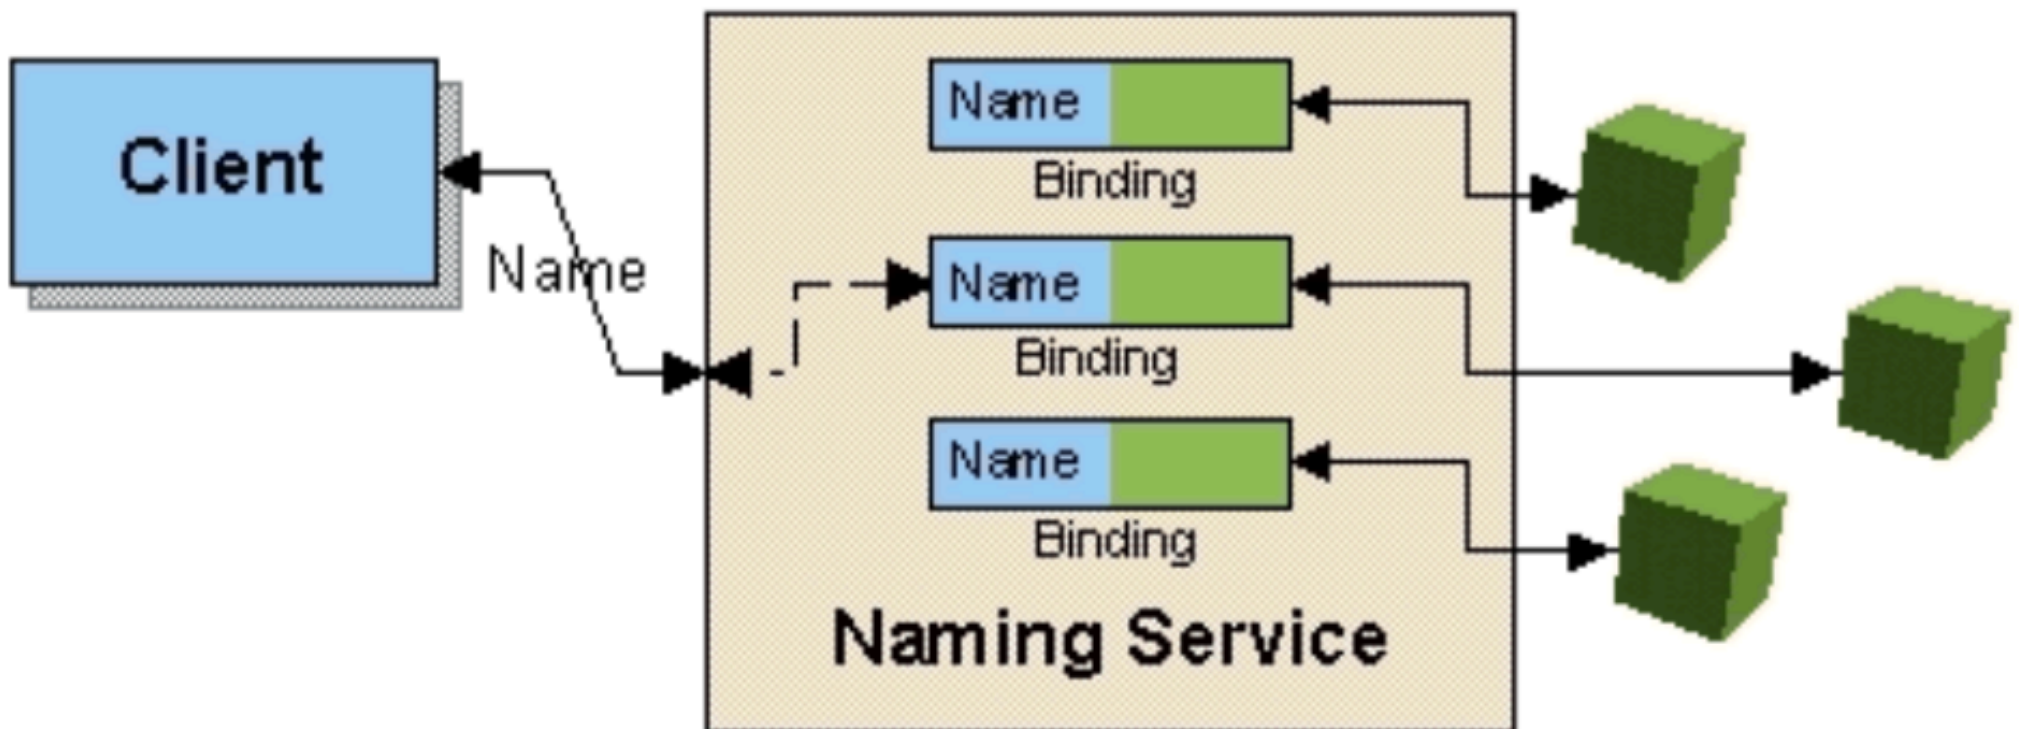 Client
Name
Name
Binding
Name
Binding
Name
Binding
Naming Service